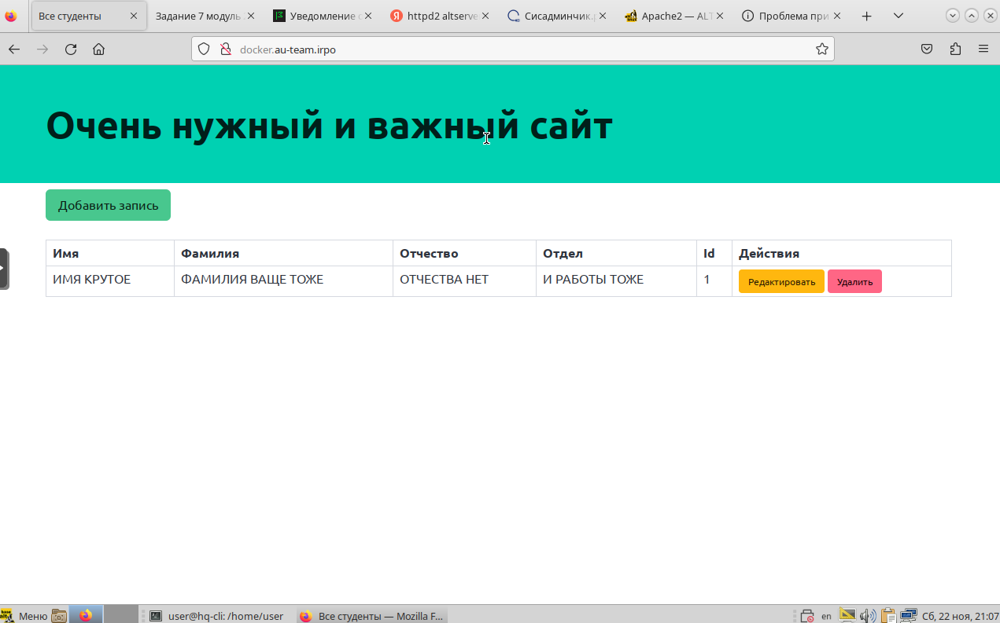 Все студенты
Задание 7 модуль
Уведомление
httpd2 altserve
Сисадминчик.
Apache2 — ALT
Проблема при
docker.au-team.irpo
Очень нужный и важный сайт
Добавить запись
Имя Фамилия Отчество Отдел Id Действия
ИМЯ КРУТОЕ ФАМИЛИЯ ВАЩЕ ТОЖЕ ОТЧЕСТВА НЕТ И РАБОТЫ ТОЖЕ 1 Редактировать Удалить
Меню
user@hq-cli: /home/user
Все студенты — Mozilla F...
en
Сб, 22 ноя, 21:07